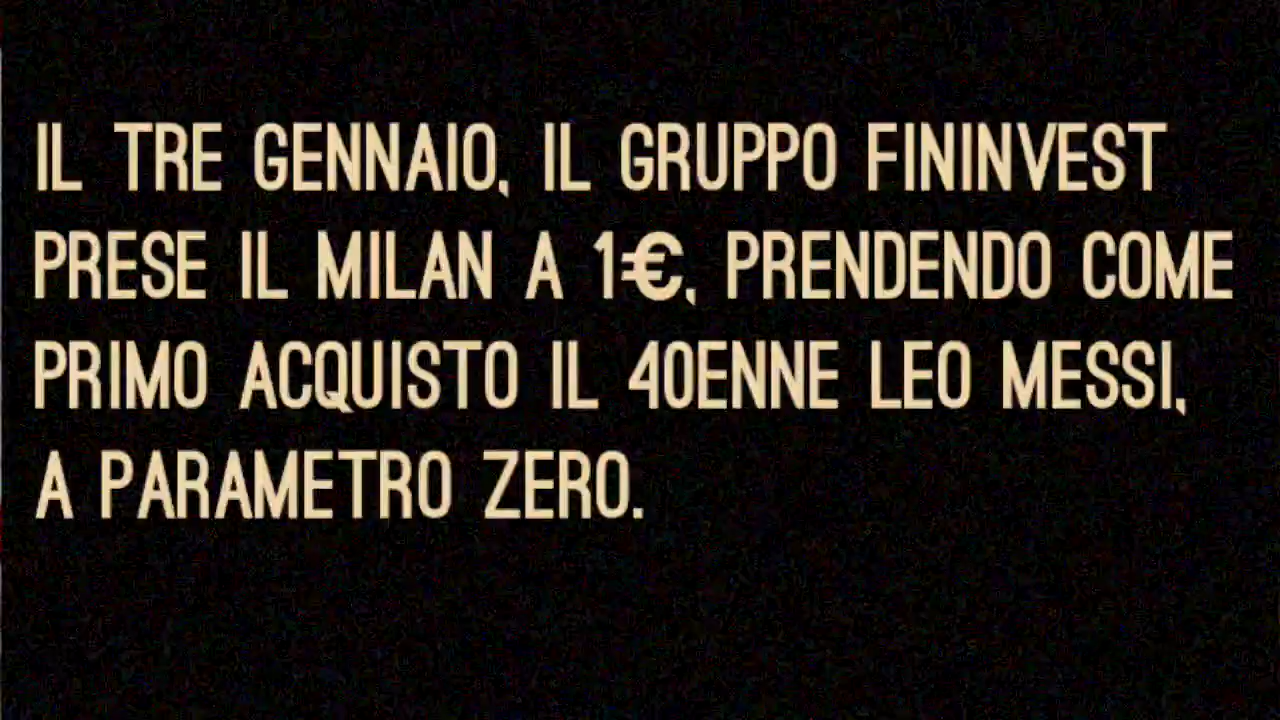 IL TRE GENNAIO, IL GRUPPO FININVEST
PRESE IL MILAN A 1€, PRENDENDO COME
PRIMO ACQUISTO IL 40ENNE LEO MESSI,
A PARAMETRO ZERO.